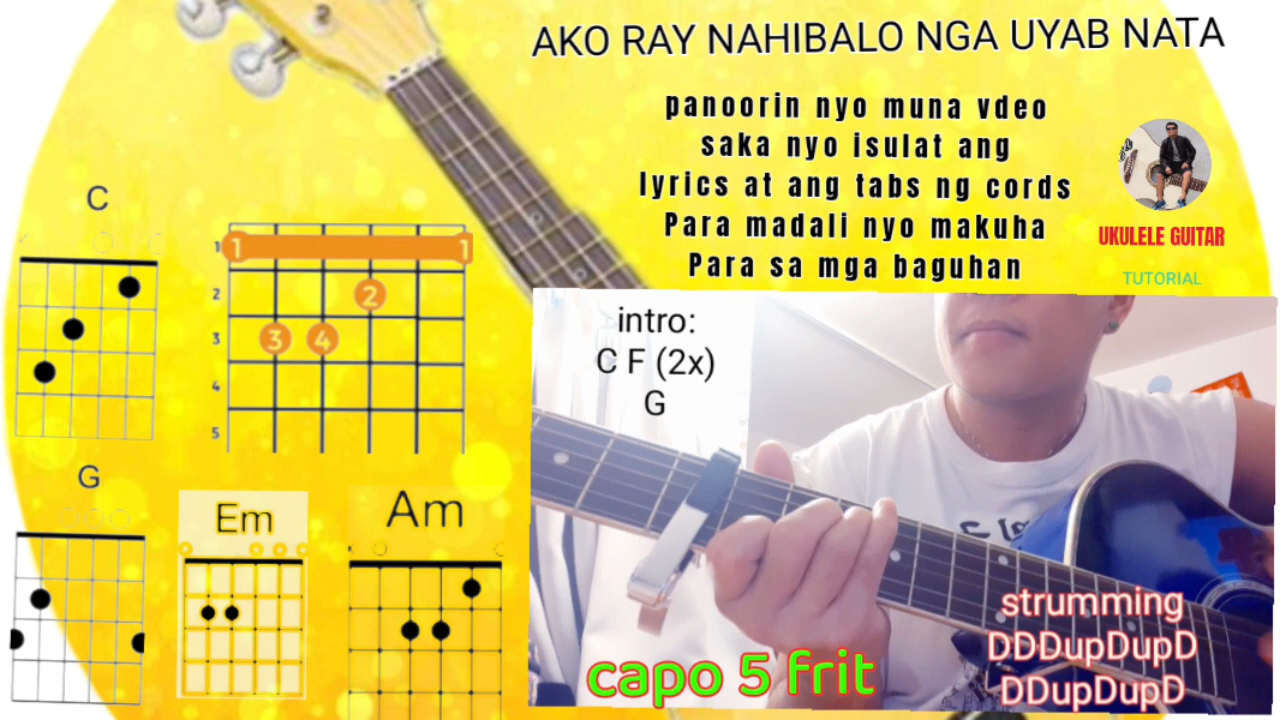 AKO RAY NAHIBALO NGA UYAB NATA
panoorin nyo muna vdeo
saka nyo isulat ang
lyrics at ang tabs ng cords
Para madali nyo makuha
Para sa mga baguhan
UKULELE GUITAR
TUTORIAL
C
1 1 1
2 2
3 3 4
4
5
G
Em
Am
intro:
C F (2x)
G
capo 5 frit
strumming
DDDupDupD
DDupDupD